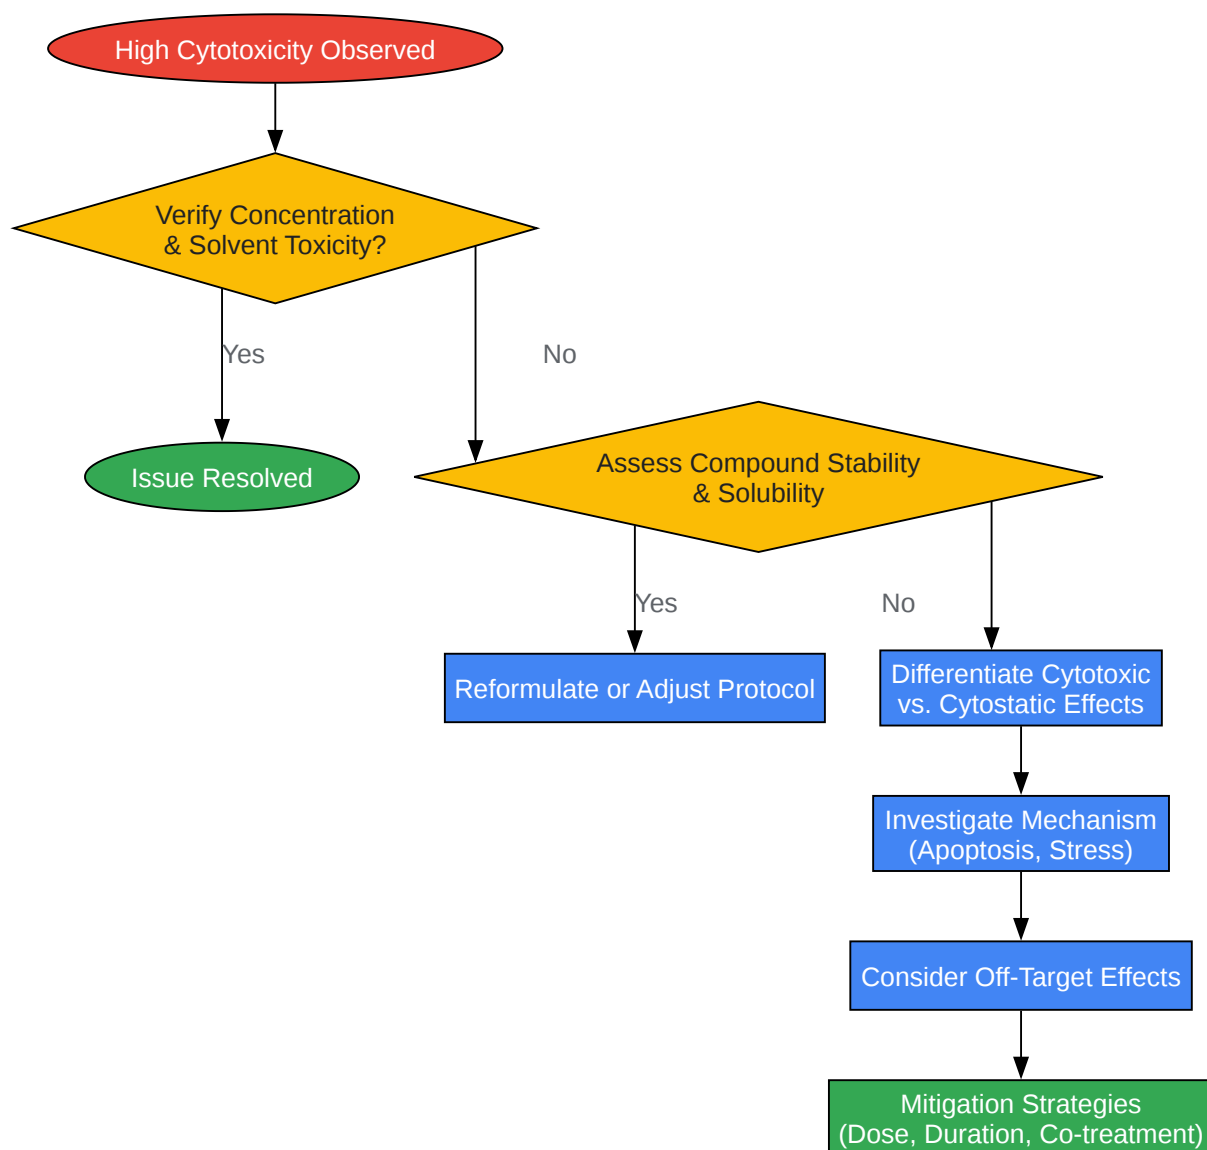 High Cytotoxicity Observed
Verify Concentration
& Solvent Toxicity?
Yes
No
Issue Resolved
Assess Compound Stability
& Solubility
Yes
No
Reformulate or Adjust Protocol
Differentiate Cytotoxic
vs. Cytostatic Effects
Investigate Mechanism
(Apoptosis, Stress)
Consider Off-Target Effects
Mitigation Strategies
(Dose, Duration, Co-treatment)